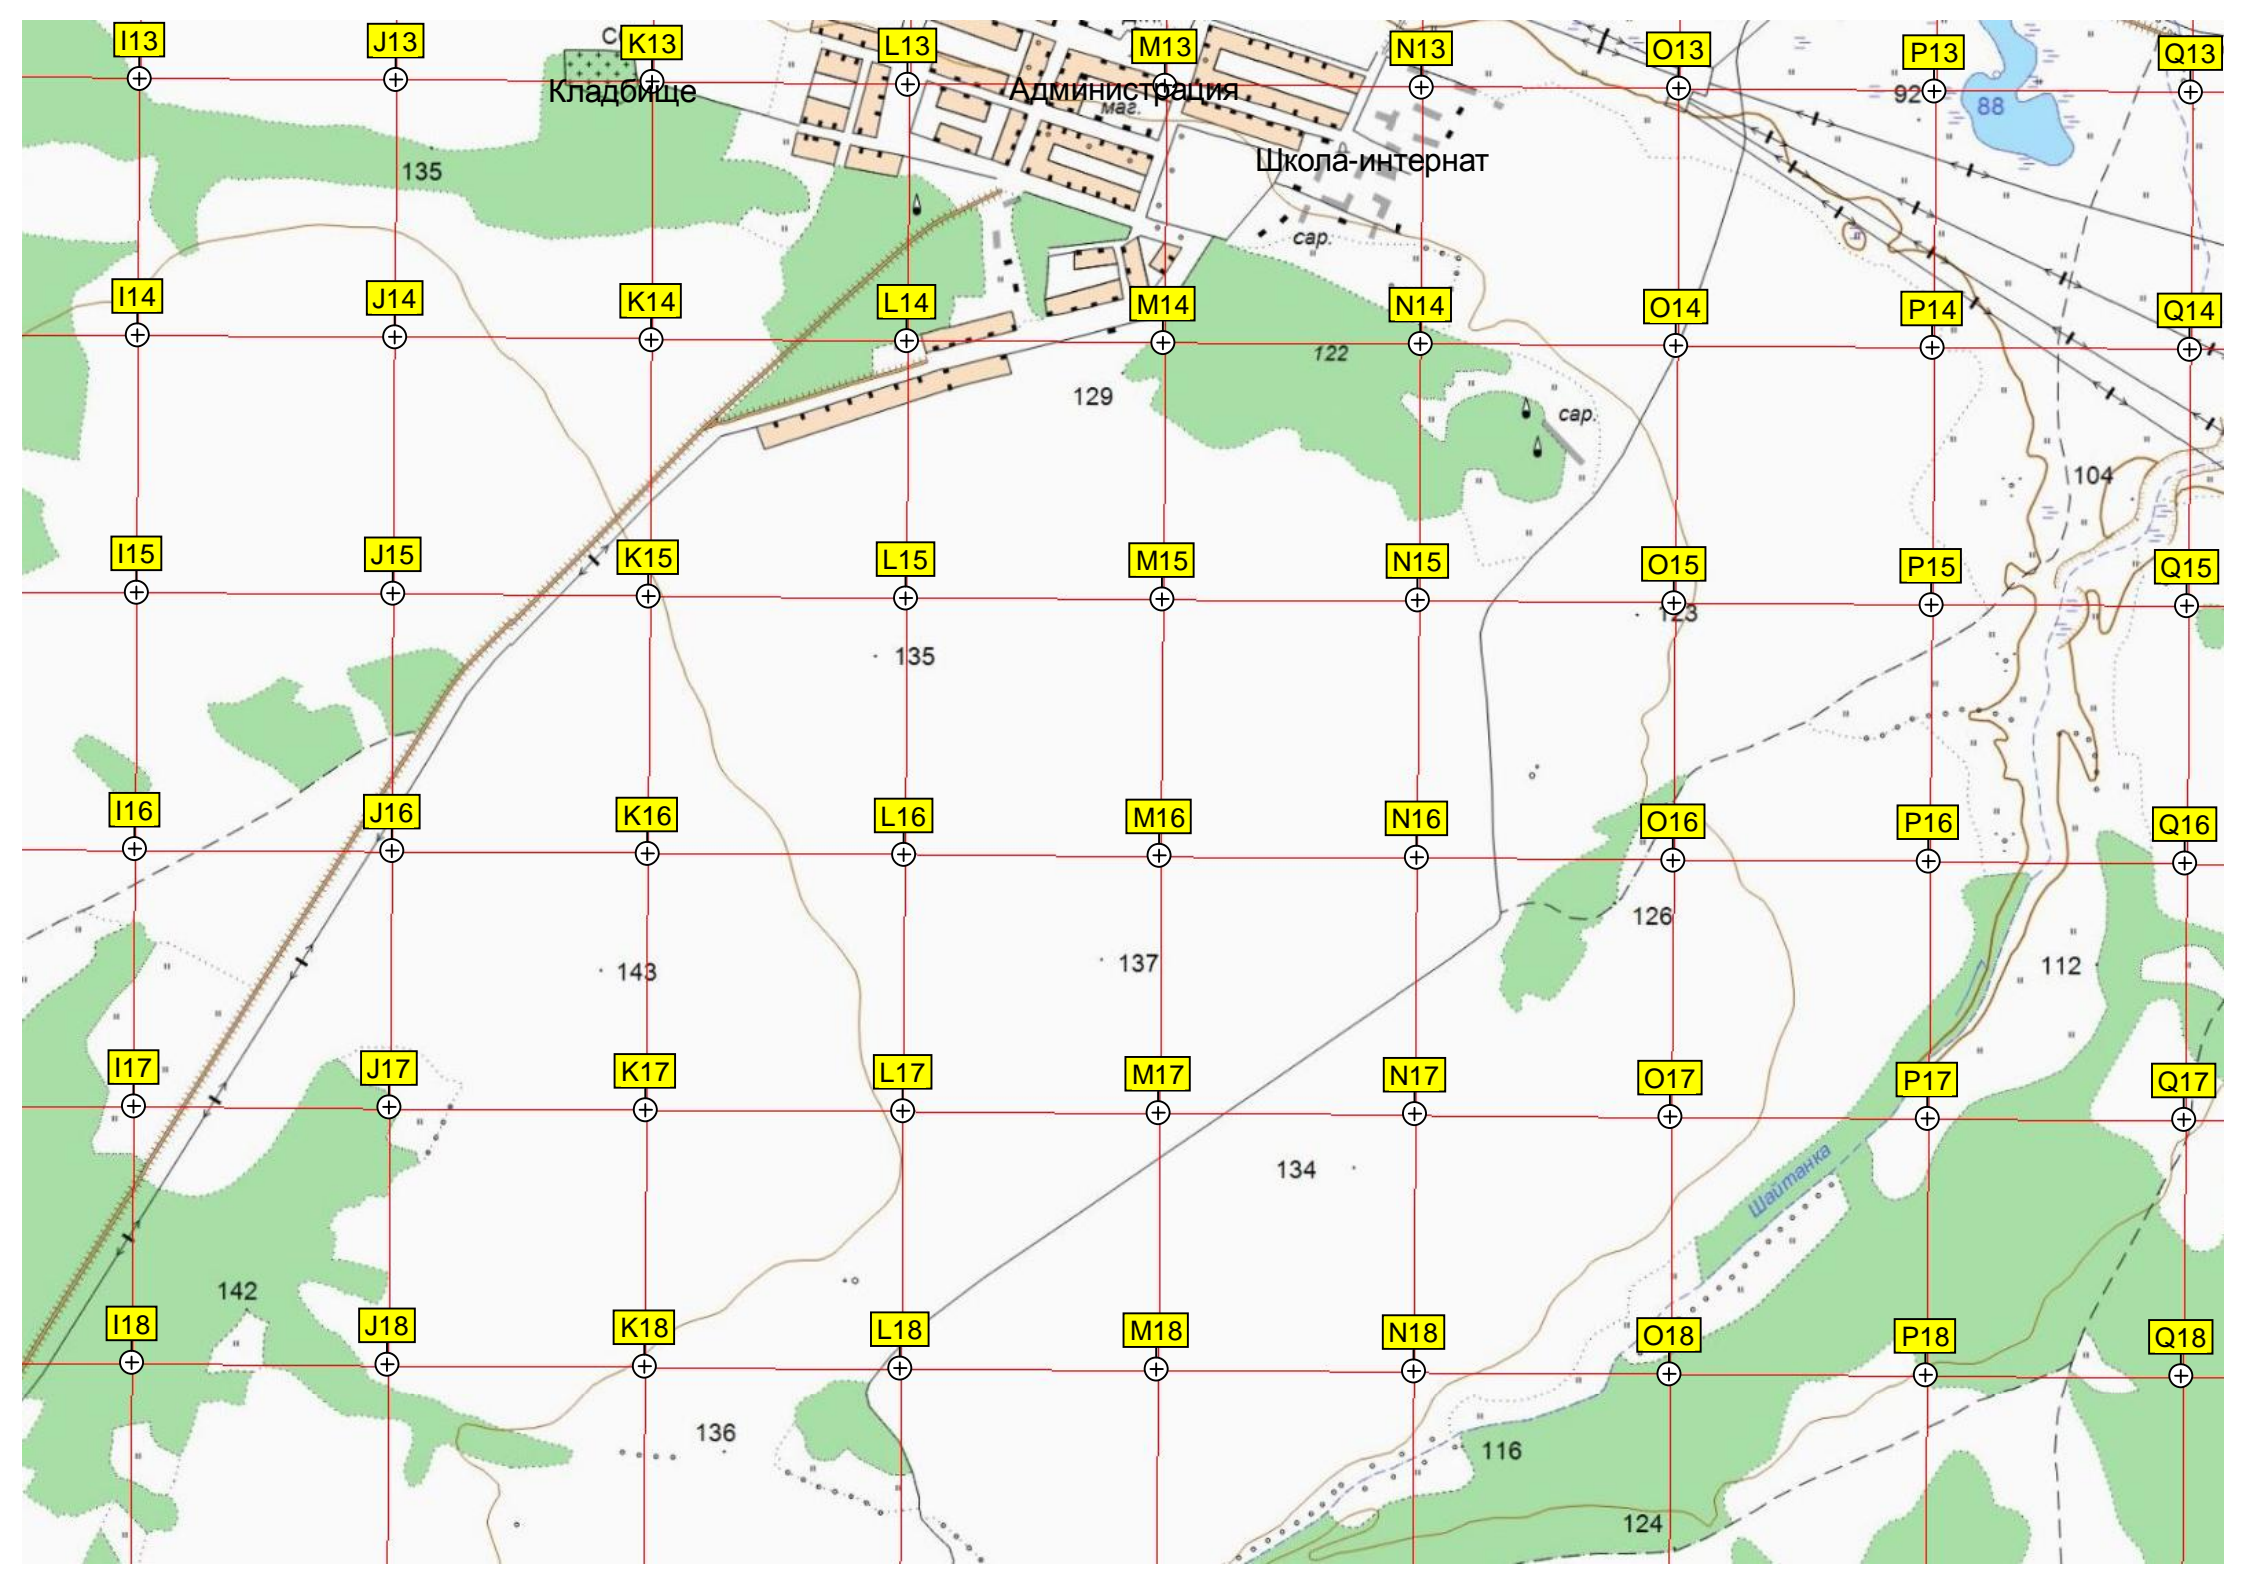 I13 J13 K13 L13 M13 N13 O13 P13 Q13
Кладбище Администрация 92 88
маг.
135 Школа-интернат
сар.
I14 J14 K14 L14 M14 N14 O14 P14 Q14
122
129 сар.
104
I15 J15 K15 L15 M15 N15 O15 P15 Q15
123
135
I16 J16 K16 L16 M16 N16 O16 P16 Q16
126
143 137 112
I17 J17 K17 L17 M17 N17 O17 P17 Q17
134 Шайтанка
142
I18 J18 K18 L18 M18 N18 O18 P18 Q18
136 116
124